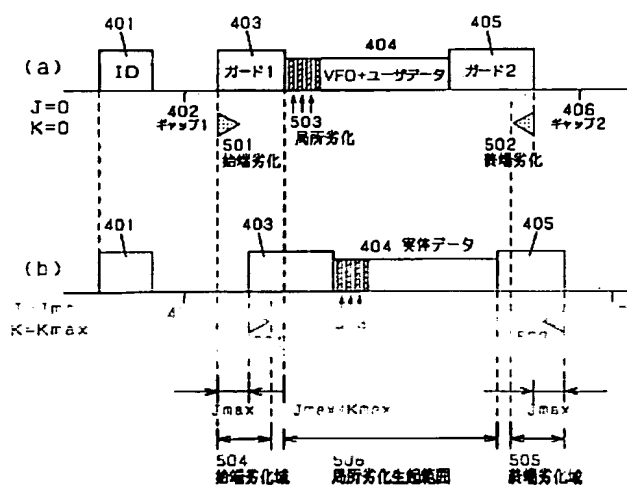 401
403
404
405
(a)
ID
ガード1
VFO+ユーザデータ
ガード2
J=0
K=0
402
ギャップ1
503
局所劣化
406
ギャップ2
501
始端劣化
502
終端劣化
401
403
404 実体データ
405
(b)
K=Kmax
Jmax
Jmax+Kmax
Jmax
504
始端劣化域
506
局所劣化生起範囲
505
終端劣化域